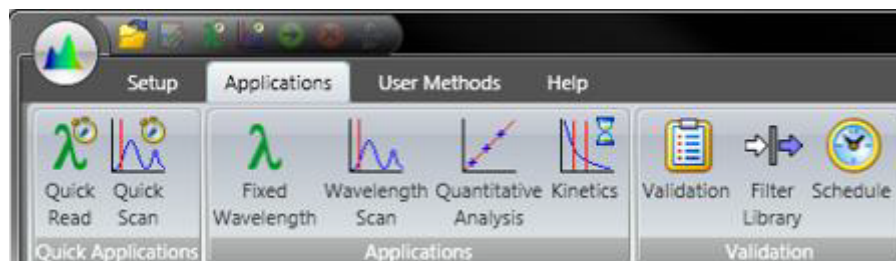 Setup Applications User Methods Help
Quick Quick Fixed Wavelength Quantitative Kinetics Validation Filter Schedule
Read Scan Wavelength Scan Analysis Library
Quick Applications Applications Validation